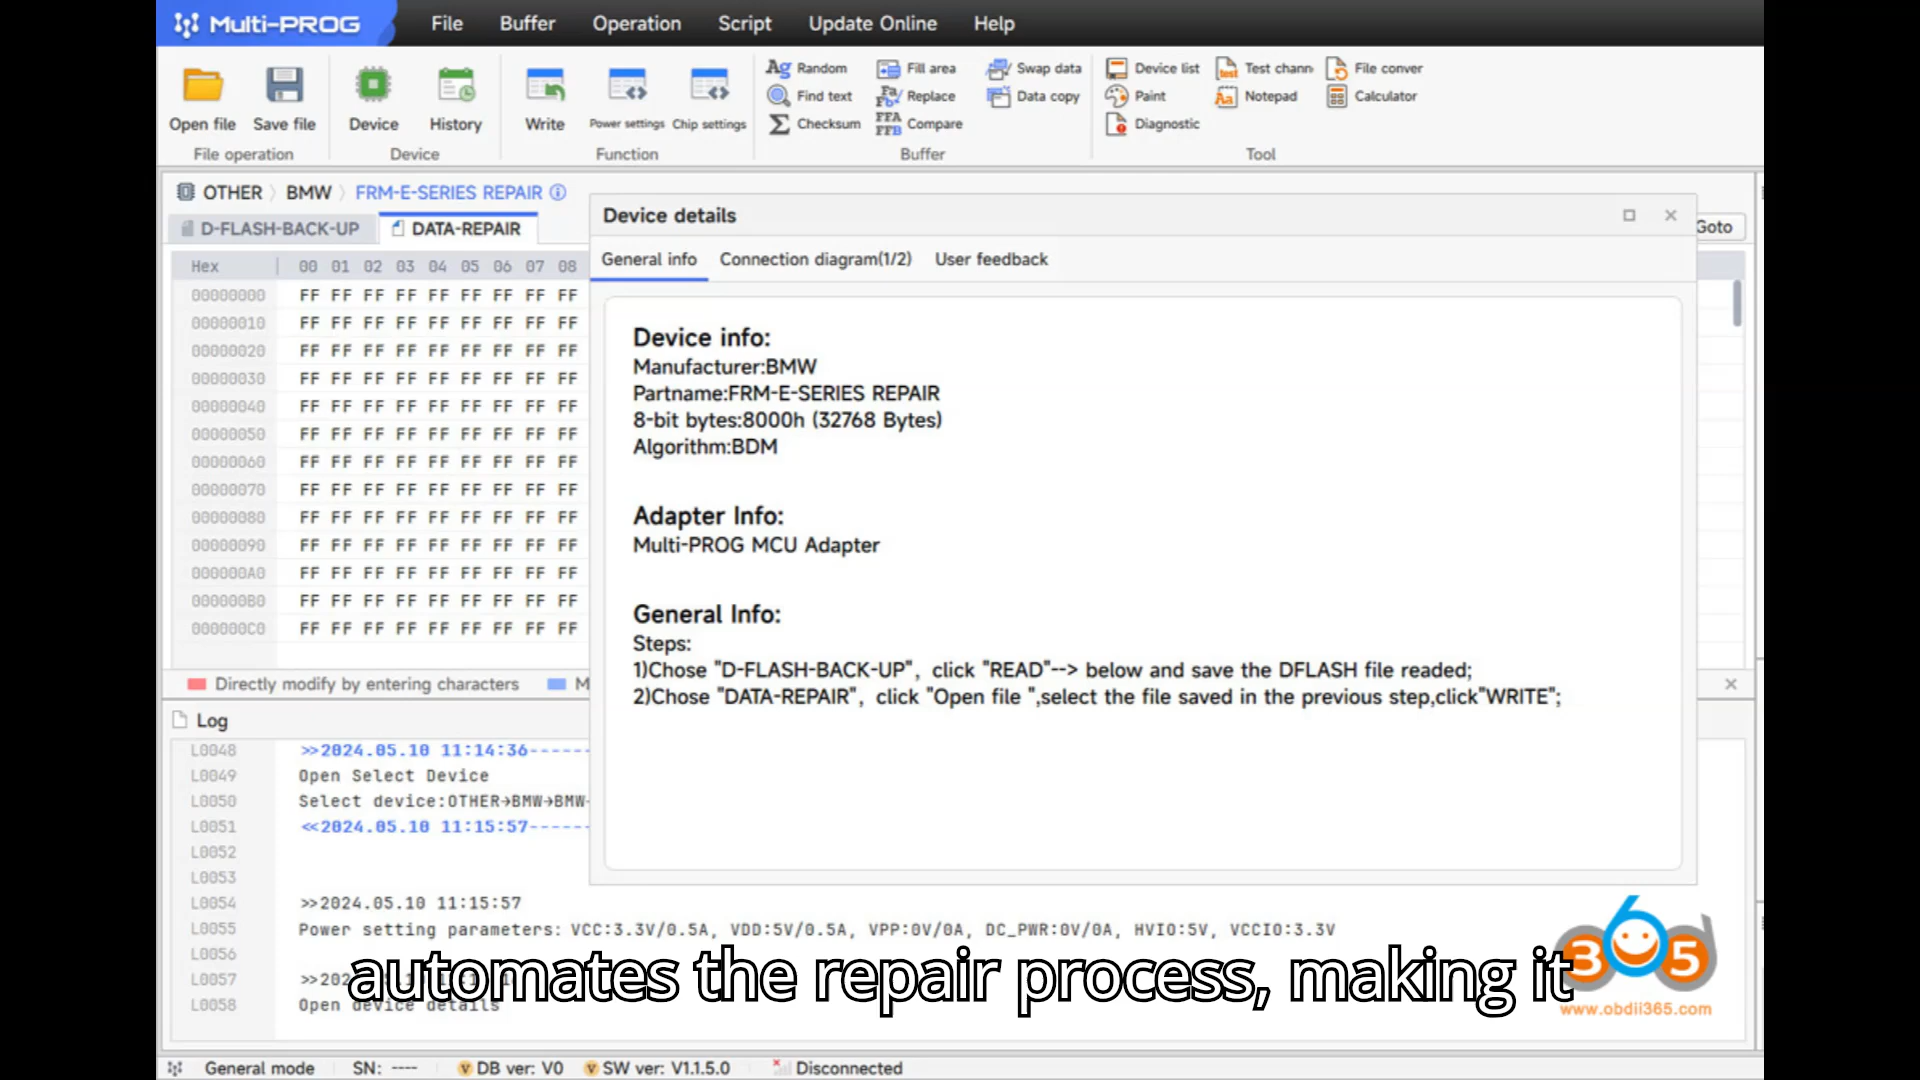 Multi-PROG File Buffer Operation Script Update Online Help
Ag Random Fill area Swap data Device list Test chann File conver
Find text Replace Data copy Paint Notepad Calculator
Open file Save file Device History Write Power settings Chip settings Checksum Compare Diagnostic
File operation Device Function Buffer Tool
OTHER BMW FRM-E-SERIES REPAIR
D-FLASH-BACK-UP DATA-REPAIR
Goto
Hex 00 01 02 03 04 05 06 07 08
00000000 FF FF FF FF FF FF FF FF FF
00000010 FF FF FF FF FF FF FF FF FF
00000020 FF FF FF FF FF FF FF FF FF
00000030 FF FF FF FF FF FF FF FF FF
00000040 FF FF FF FF FF FF FF FF FF
00000050 FF FF FF FF FF FF FF FF FF
00000060 FF FF FF FF FF FF FF FF FF
00000070 FF FF FF FF FF FF FF FF FF
00000080 FF FF FF FF FF FF FF FF FF
00000090 FF FF FF FF FF FF FF FF FF
000000A0 FF FF FF FF FF FF FF FF FF
000000B0 FF FF FF FF FF FF FF FF FF
000000C0 FF FF FF FF FF FF FF FF FF
Directly modify by entering characters M
Device details
General info Connection diagram(1/2) User feedback
Device info:
Manufacturer:BMW
Partname:FRM-E-SERIES REPAIR
8-bit bytes:8000h (32768 Bytes)
Algorithm:BDM
Adapter Info:
Multi-PROG MCU Adapter
General Info:
Steps:
1)Chose "D-FLASH-BACK-UP", click "READ"--> below and save the DFLASH file readed;
2)Chose "DATA-REPAIR", click "Open file ",select the file saved in the previous step,click"WRITE";
Log
L0048 >>2024.05.10 11:14:36------
L0049 Open Select Device
L0050 Select device:OTHER→BMW→BMW-
L0051 <<2024.05.10 11:15:57------
L0052
L0053
L0054 >>2024.05.10 11:15:57
L0055 Power setting parameters: VCC:3.3V/0.5A, VDD:5V/0.5A, VPP:0V/0A, DC_PWR:0V/0A, HVIO:5V, VCCIO:3.3V
L0056
L0057 >>202
L0058 Open device details
automates the repair process, making it
365
www.obdii365.com
General mode SN: ---- DB ver: V0 SW ver: V1.1.5.0 Disconnected